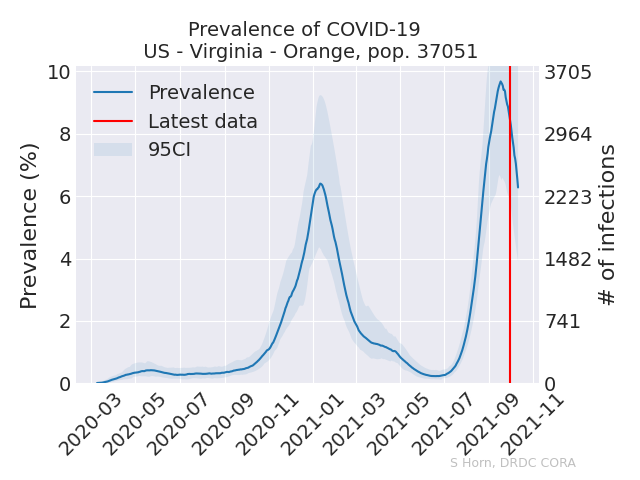 Prevalence of COVID-19
US - Virginia - Orange, pop. 37051
Prevalence
Latest data
95CI
Prevalence (%)
10
8
6
4
2
0
3705
2964
2223
1482
741
0
# of infections
2020-03
2020-05
2020-07
2020-09
2020-11
2021-01
2021-03
2021-05
2021-07
2021-09
2021-11
S Horn, DRDC CORA